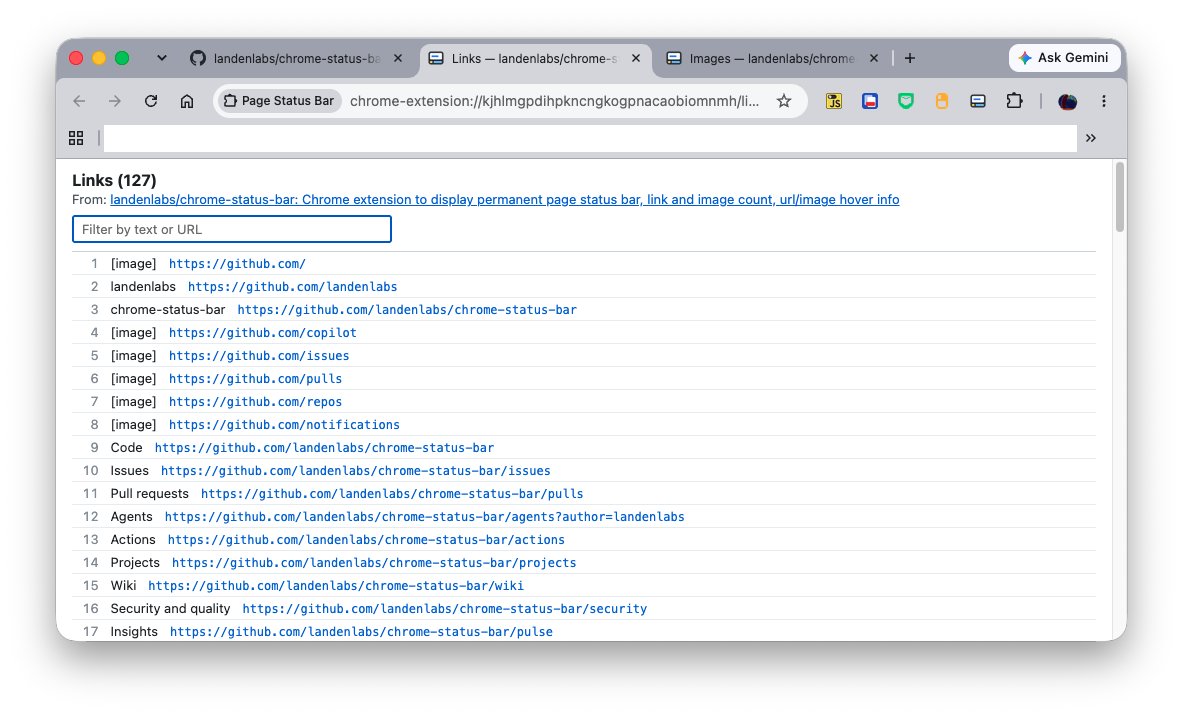 landenlabs/chrome-status-ba
Links — landenlabs/chrome-s
Images — landenlabs/chrome
Ask Gemini
Page Status Bar
chrome-extension://kjhlmgpdihpkncngkogpnacaobiomnmh/li...
JS
Links (127)
From: landenlabs/chrome-status-bar: Chrome extension to display permanent page status bar, link and image count, url/image hover info
Filter by text or URL
1 [image] https://github.com/
2 landenlabs https://github.com/landenlabs
3 chrome-status-bar https://github.com/landenlabs/chrome-status-bar
4 [image] https://github.com/copilot
5 [image] https://github.com/issues
6 [image] https://github.com/pulls
7 [image] https://github.com/repos
8 [image] https://github.com/notifications
9 Code https://github.com/landenlabs/chrome-status-bar
10 Issues https://github.com/landenlabs/chrome-status-bar/issues
11 Pull requests https://github.com/landenlabs/chrome-status-bar/pulls
12 Agents https://github.com/landenlabs/chrome-status-bar/agents?author=landenlabs
13 Actions https://github.com/landenlabs/chrome-status-bar/actions
14 Projects https://github.com/landenlabs/chrome-status-bar/projects
15 Wiki https://github.com/landenlabs/chrome-status-bar/wiki
16 Security and quality https://github.com/landenlabs/chrome-status-bar/security
17 Insights https://github.com/landenlabs/chrome-status-bar/pulse